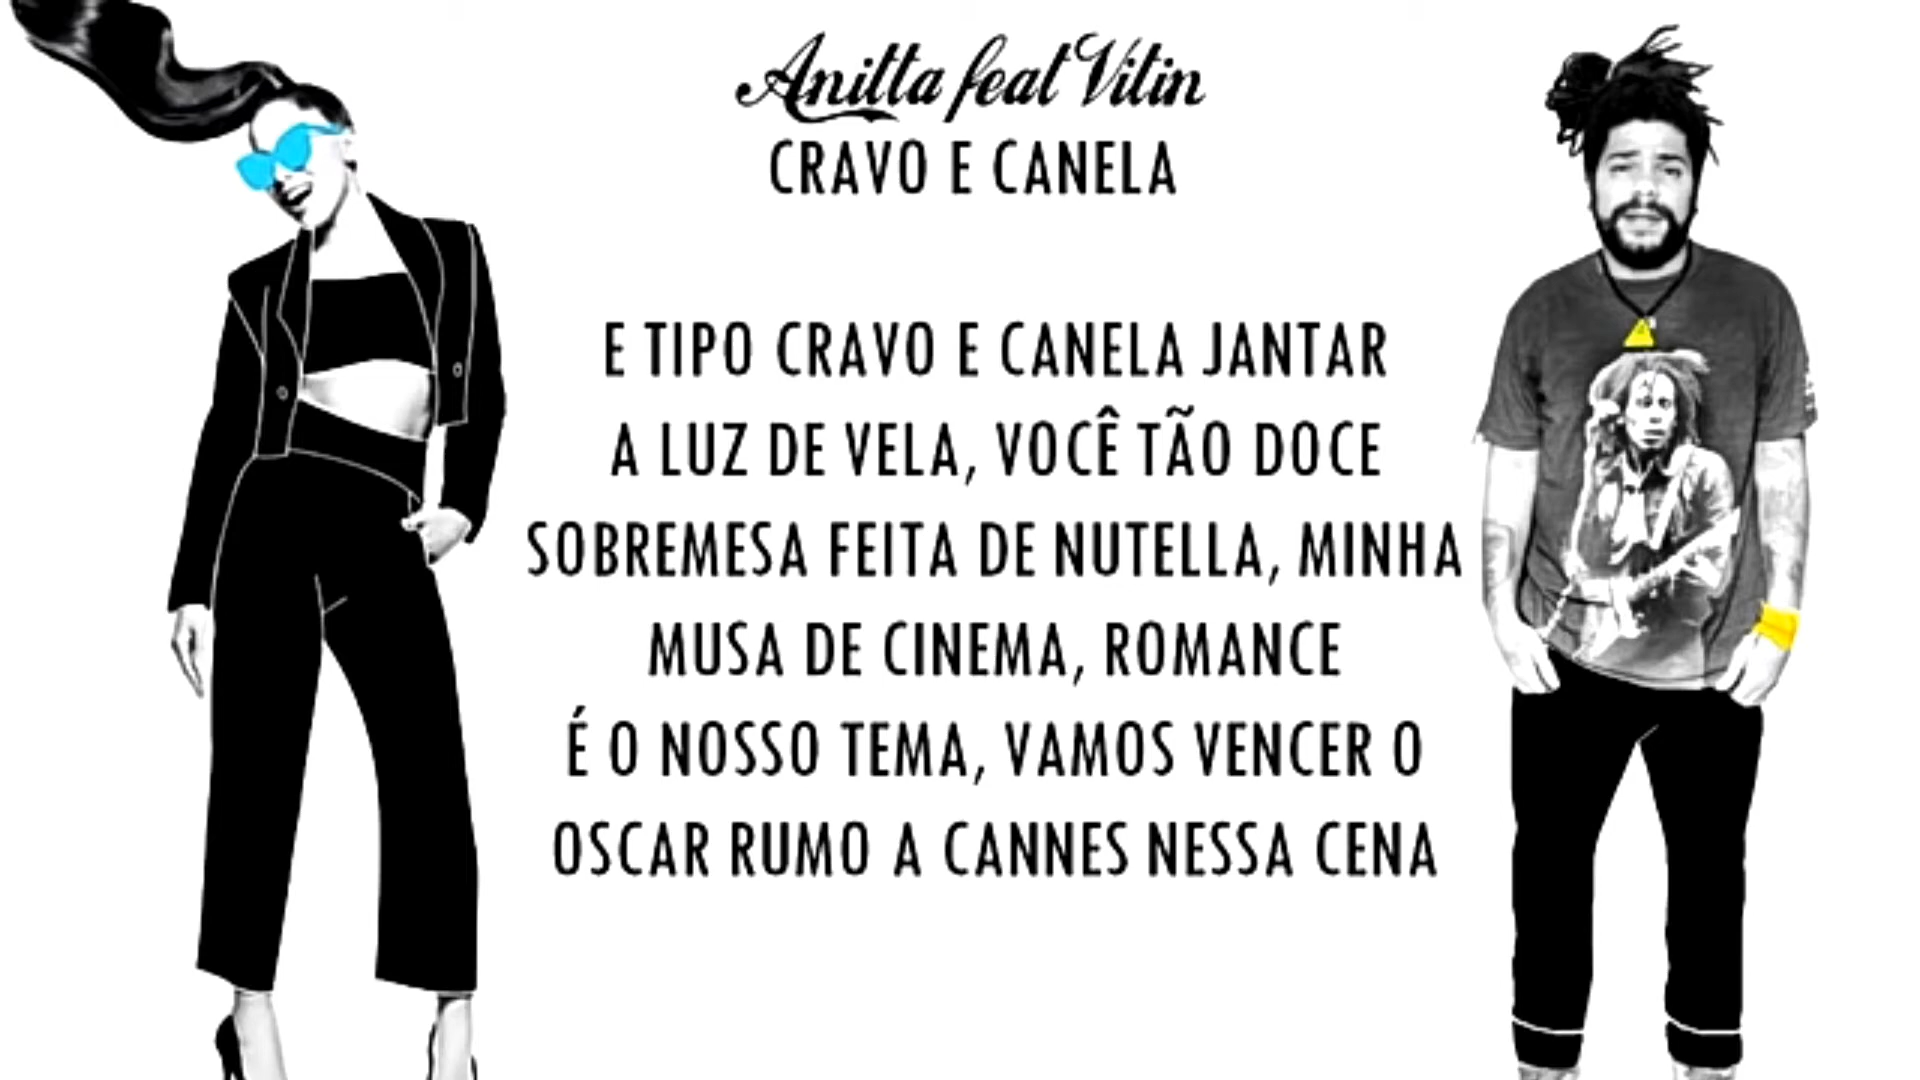 Anitta feat Vitin
CRAVO E CANELA
E TIPO CRAVO E CANELA JANTAR
A LUZ DE VELA, VOCÊ TÃO DOCE
SOBREMESA FEITA DE NUTELLA, MINHA
MUSA DE CINEMA, ROMANCE
É O NOSSO TEMA, VAMOS VENCER O
OSCAR RUMO A CANNES NESSA CENA